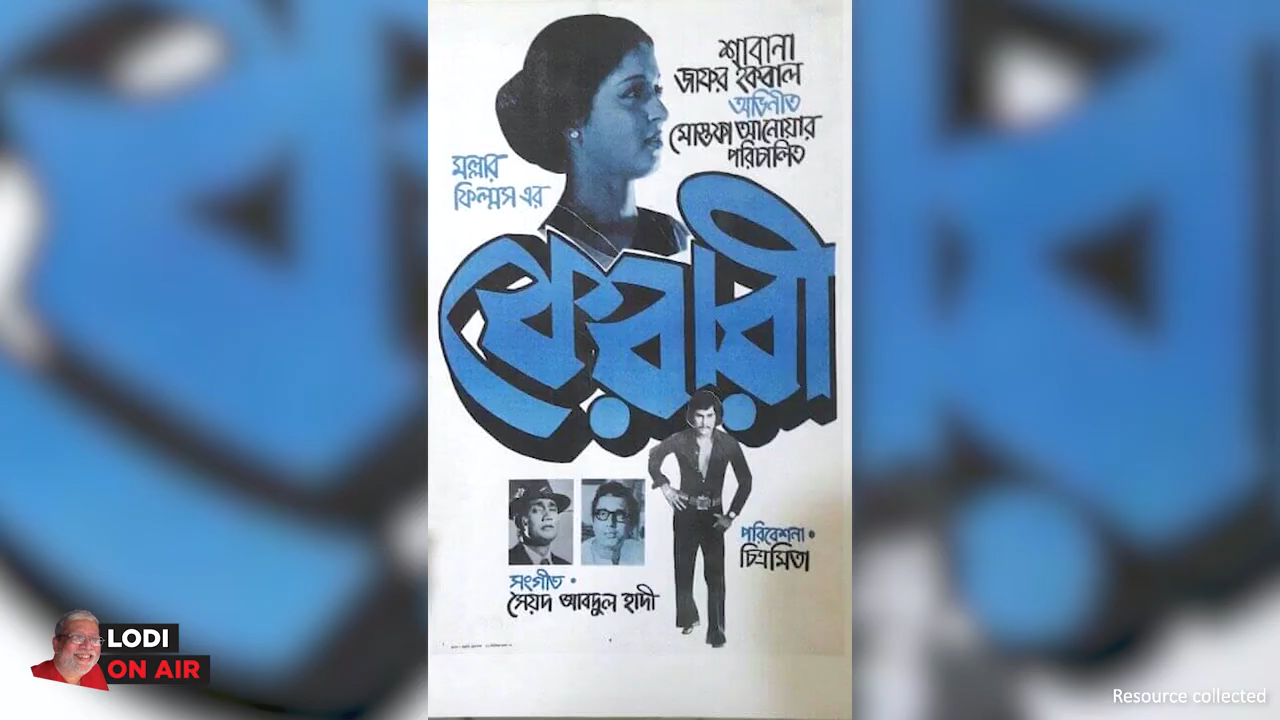 শাবানা
জাফর ইকবাল
অভিনীত
মোস্তফা আনোয়ার
পরিচালিত
মল্লার
ফিল্মস এর
ফেরারী
পরিবেশনা •
চিত্রমিতা
সংগীত •
সৈয়দ আবদুল হাদী
LODI
ON AIR
Resource collected